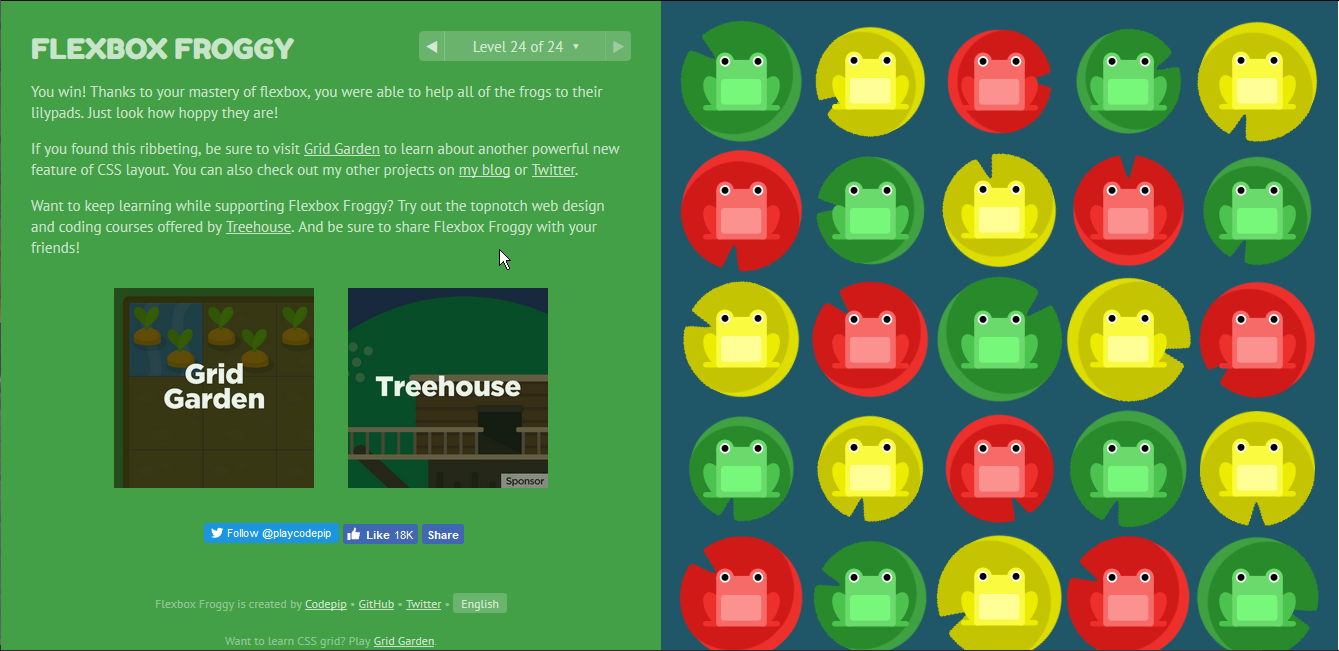 FLEXBOX FROGGY
◀ Level 24 of 24 ▼ ▶
You win! Thanks to your mastery of flexbox, you were able to help all of the frogs to their
lilypads. Just look how hoppy they are!
If you found this ribbeting, be sure to visit Grid Garden to learn about another powerful new
feature of CSS layout. You can also check out my other projects on my blog or Twitter.
Want to keep learning while supporting Flexbox Froggy? Try out the topnotch web design
and coding courses offered by Treehouse. And be sure to share Flexbox Froggy with your
friends!
Grid
Garden
Treehouse
Sponsor
Follow @playcodepip Like 18K Share
Flexbox Froggy is created by Codepip • GitHub • Twitter • English
Want to learn CSS grid? Play Grid Garden.